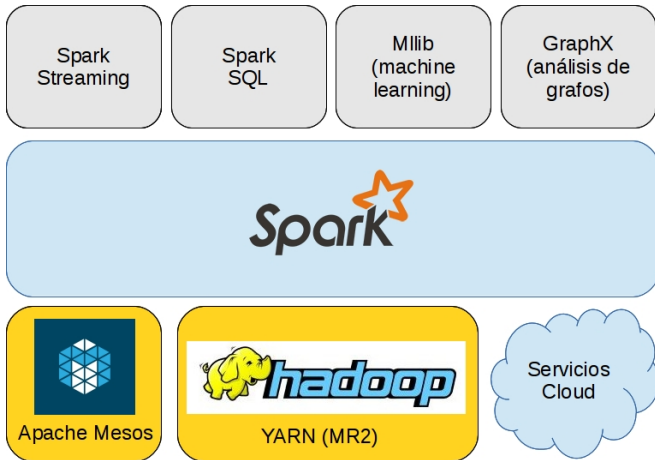 Spark
Streaming
Spark
SQL
Mllib
(machine
learning)
GraphX
(análisis de
grafos)
Spark
hadoop
Apache Mesos
YARN (MR2)
Servicios
Cloud